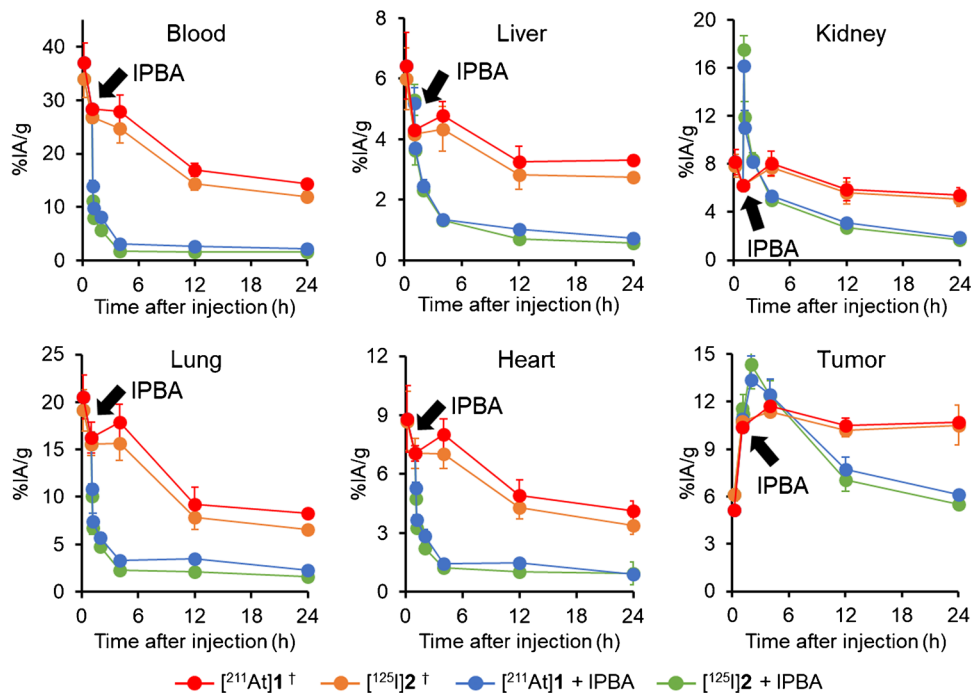 Blood
40
30
20
10
0
%IA/g
IPBA
0 6 12 18 24
Time after injection (h)
Liver
8
6
4
2
0
%IA/g
IPBA
0 6 12 18 24
Time after injection (h)
Kidney
20
16
12
8
4
0
%IA/g
IPBA
0 6 12 18 24
Time after injection (h)
Lung
25
20
15
10
5
0
%IA/g
IPBA
0 6 12 18 24
Time after injection (h)
Heart
12
9
6
3
0
%IA/g
IPBA
0 6 12 18 24
Time after injection (h)
Tumor
15
12
9
6
3
0
%IA/g
IPBA
0 6 12 18 24
Time after injection (h)
[²¹¹At]1 † [¹²⁵I]2 † [²¹¹At]1 + IPBA [¹²⁵I]2 + IPBA